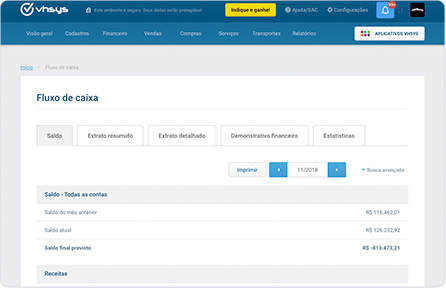 vhsys
Este ambiente é seguro. Seus dados estão protegidos!
Indique e ganhe!
Ajuda/SAC
Configurações
Visão geral Cadastros Financeiro Vendas Compras Serviços Transportes Relatórios
APLICATIVOS VHSYS
Início Fluxo de caixa
Fluxo de caixa
Saldo Extrato resumido Extrato detalhado Demonstrativo financeiro Estatísticas
Imprimir 11/2018 Busca avançada
Saldo - Todas as contas
Saldo do mês anterior R$ 116.462,01
Saldo atual R$ 126.232,92
Saldo final previsto R$ -813.473,21
Receitas